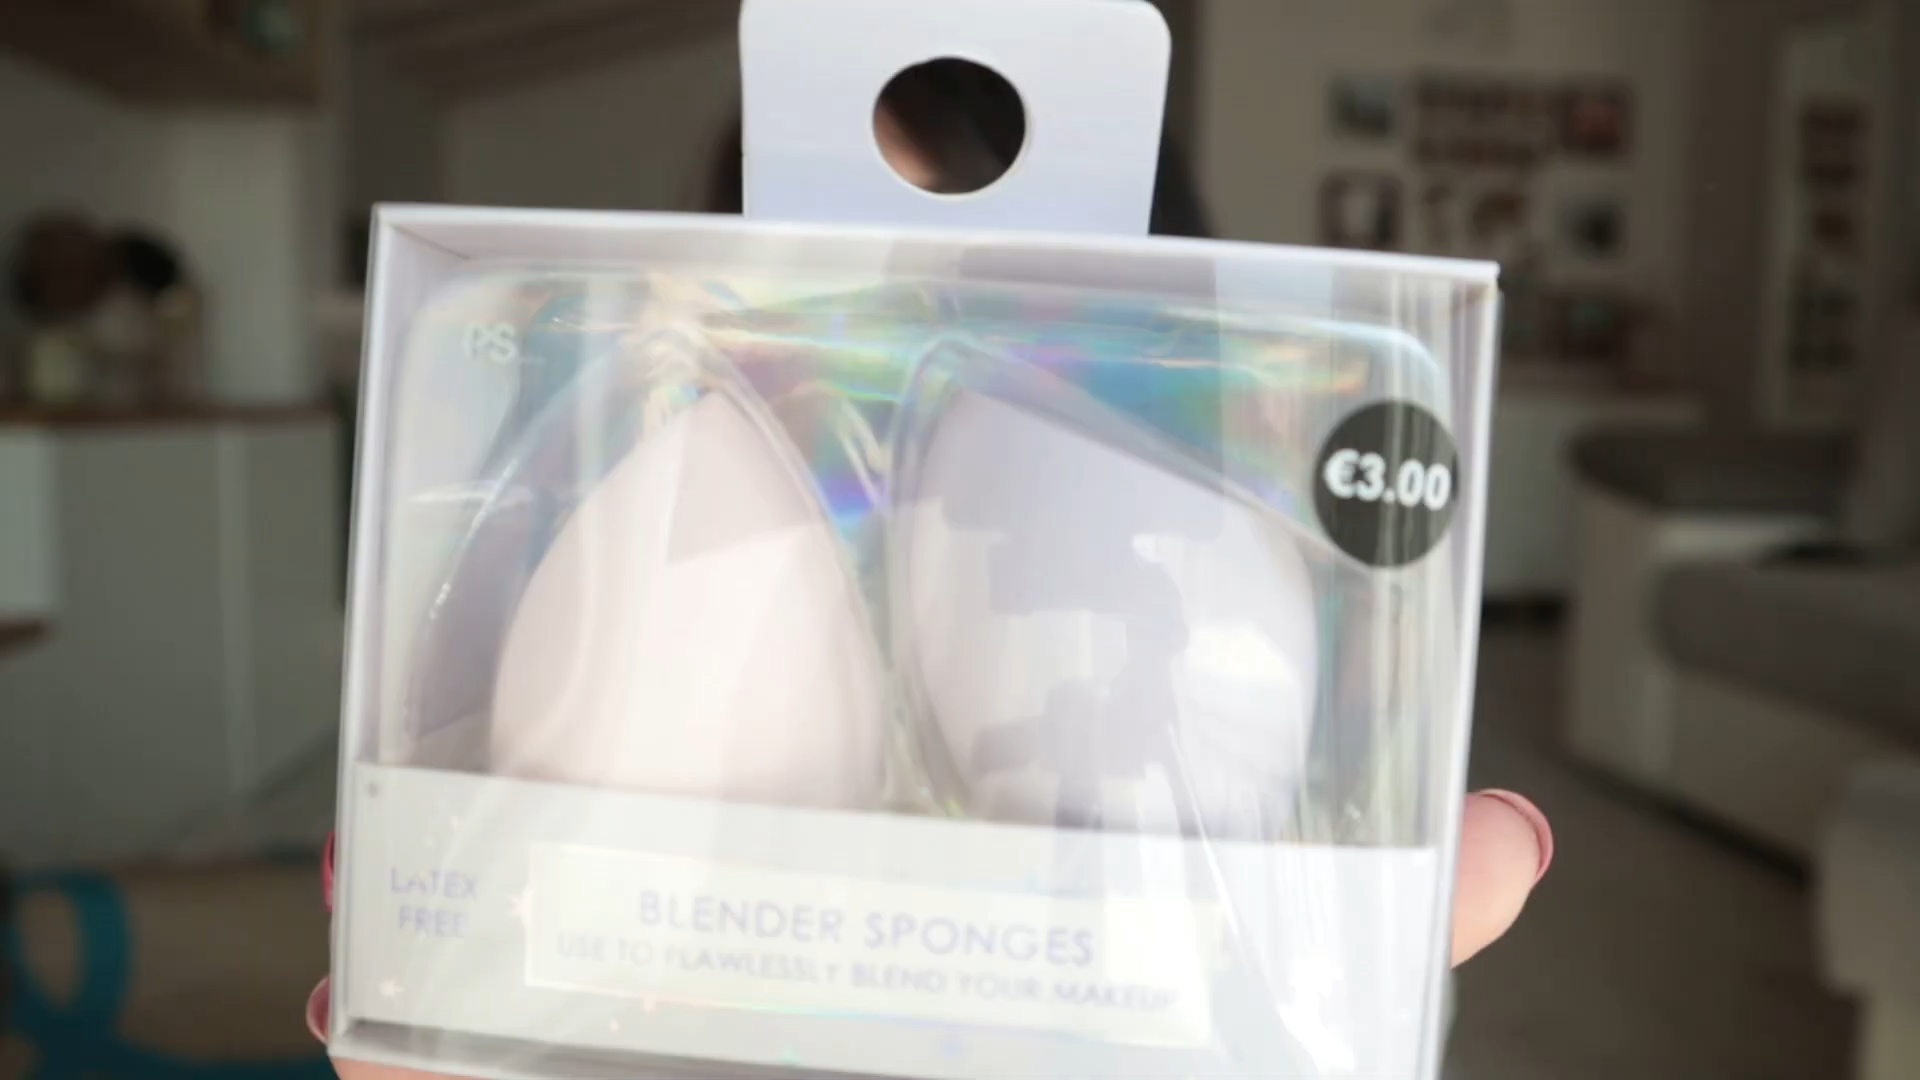 PS...
€3.00
LATEX
FREE
BLENDER SPONGES
USE TO FLAWLESSLY BLEND YOUR MAKEUP